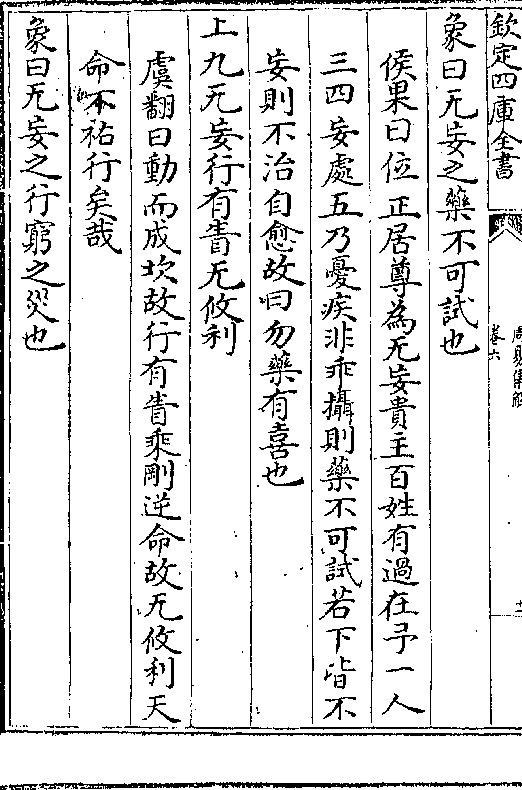 欽定四庫全書
周易集解
卷六
象曰无妄之藥不可試也
侯果曰位正居尊為无妄貴主百姓有過在予一人
三四妄處五乃憂疾非乖攝則藥不可試若下皆不
妄則不治自愈故曰勿藥有喜也
上九无妄行有眚无攸利
虞翻曰動而成坎故行有眚乘剛逆命故无攸利天
命不祐行矣哉
象曰无妄之行窮之災也